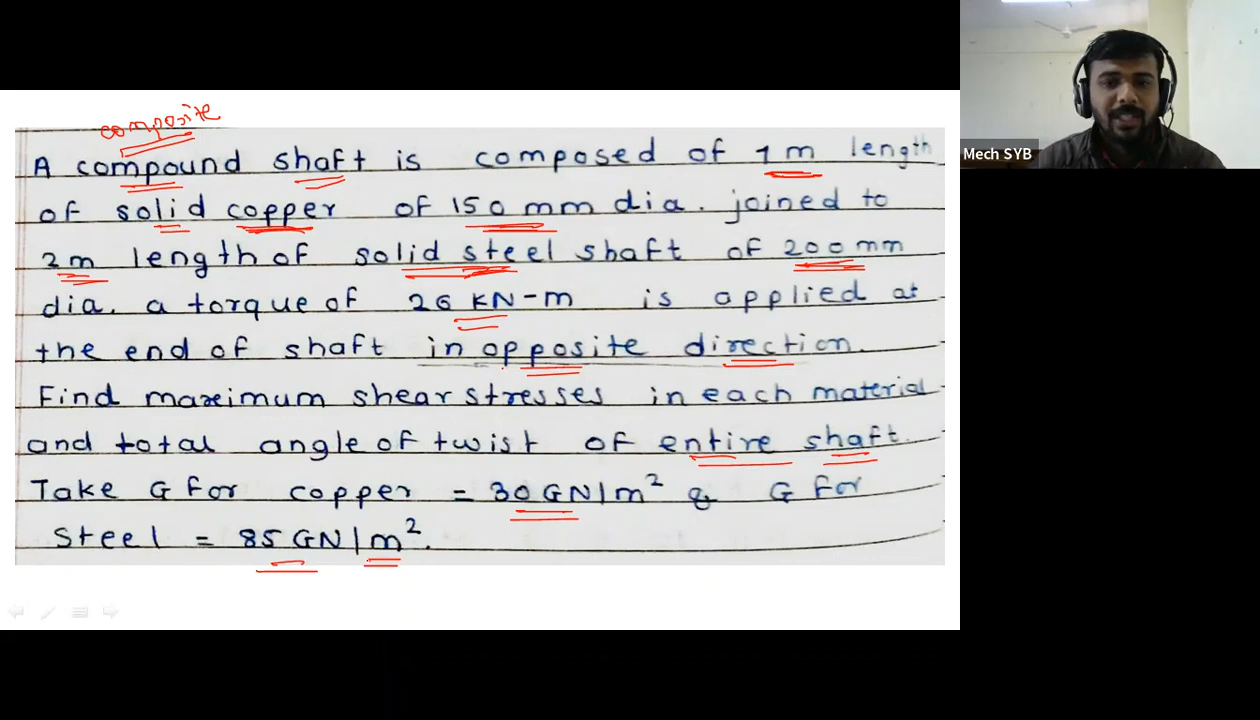 composite
A compound shaft is composed of 1m length
of solid copper of 150 mm dia. joined to
2m length of solid steel shaft of 200mm
dia. a torque of 26 KN-m is applied at
the end of shaft in opposite direction.
Find maximum shear stresses in each material
and total angle of twist of entire shaft.
Take G for copper = 30 GN/m² & G for
steel = 85 GN/m².
Mech SYB